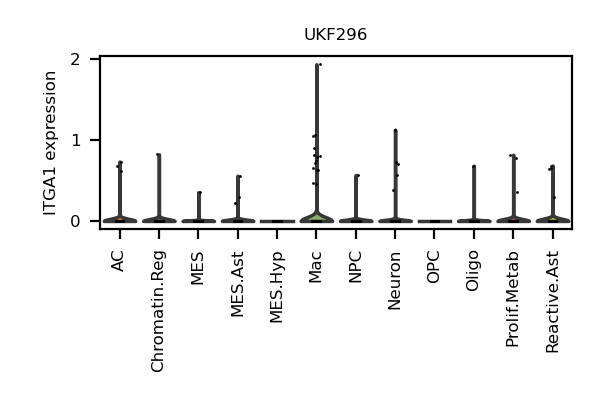 UKF296
ITGA1 expression
2
1
0
AC
Chromatin.Reg
MES
MES.Ast
MES.Hyp
Mac
NPC
Neuron
OPC
Oligo
Prolif.Metab
Reactive.Ast